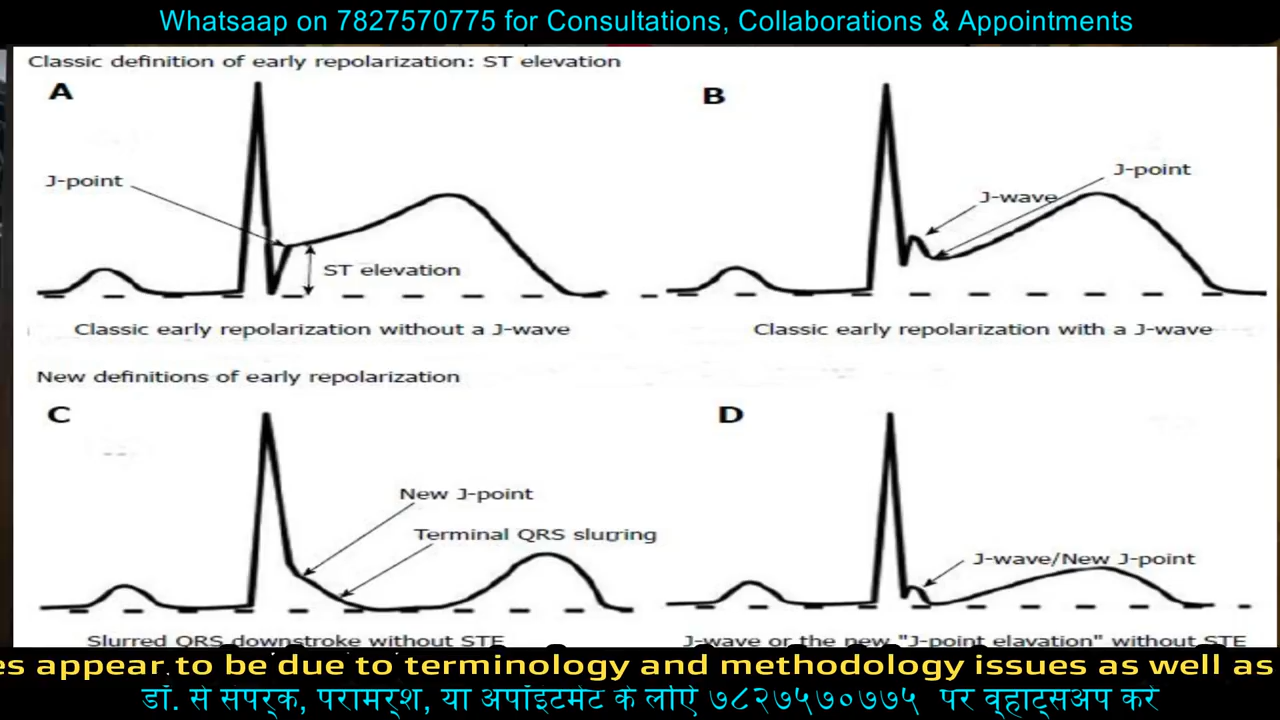 Whatsaap on 7827570775 for Consultations, Collaborations & Appointments
Classic definition of early repolarization: ST elevation
A
B
J-point
J-point
J-wave
ST elevation
Classic early repolarization without a J-wave
Classic early repolarization with a J-wave
New definitions of early repolarization
C
D
New J-point
Terminal QRS slurring
J-wave/New J-point
Slurred QRS downstroke without STE
J-wave or the new "J-point elavation" without STE
es appear to be due to terminology and methodology issues as well as
डॉ. से संपर्क, परामर्श, या अपॉइंटमेंट के लिए ७८२७५७०७७५ पर व्हाट्सअप करें